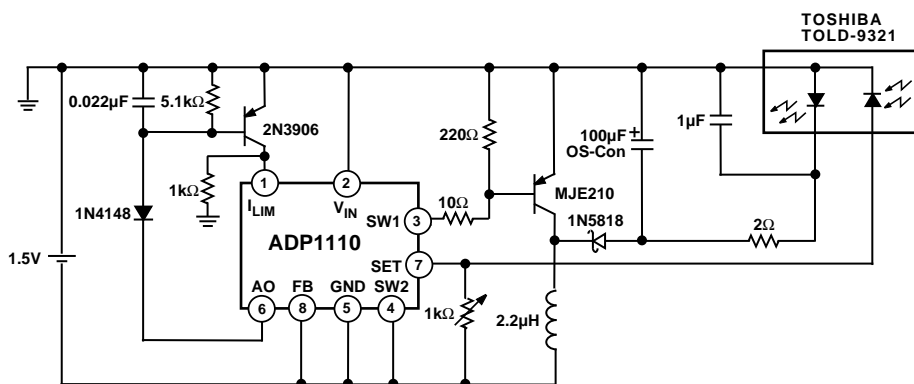 TOSHIBA
TOLD-9321
0.022µF
5.1kΩ
2N3906
220Ω
100µF
OS-Con
+
1µF
1kΩ
1
2
MJE210
ILIM
VIN
10Ω
1N4148
SW1
3
1N5818
2Ω
ADP1110
1.5V
SET
7
AO
FB
GND
SW2
1kΩ
2.2µH
6
8
5
4